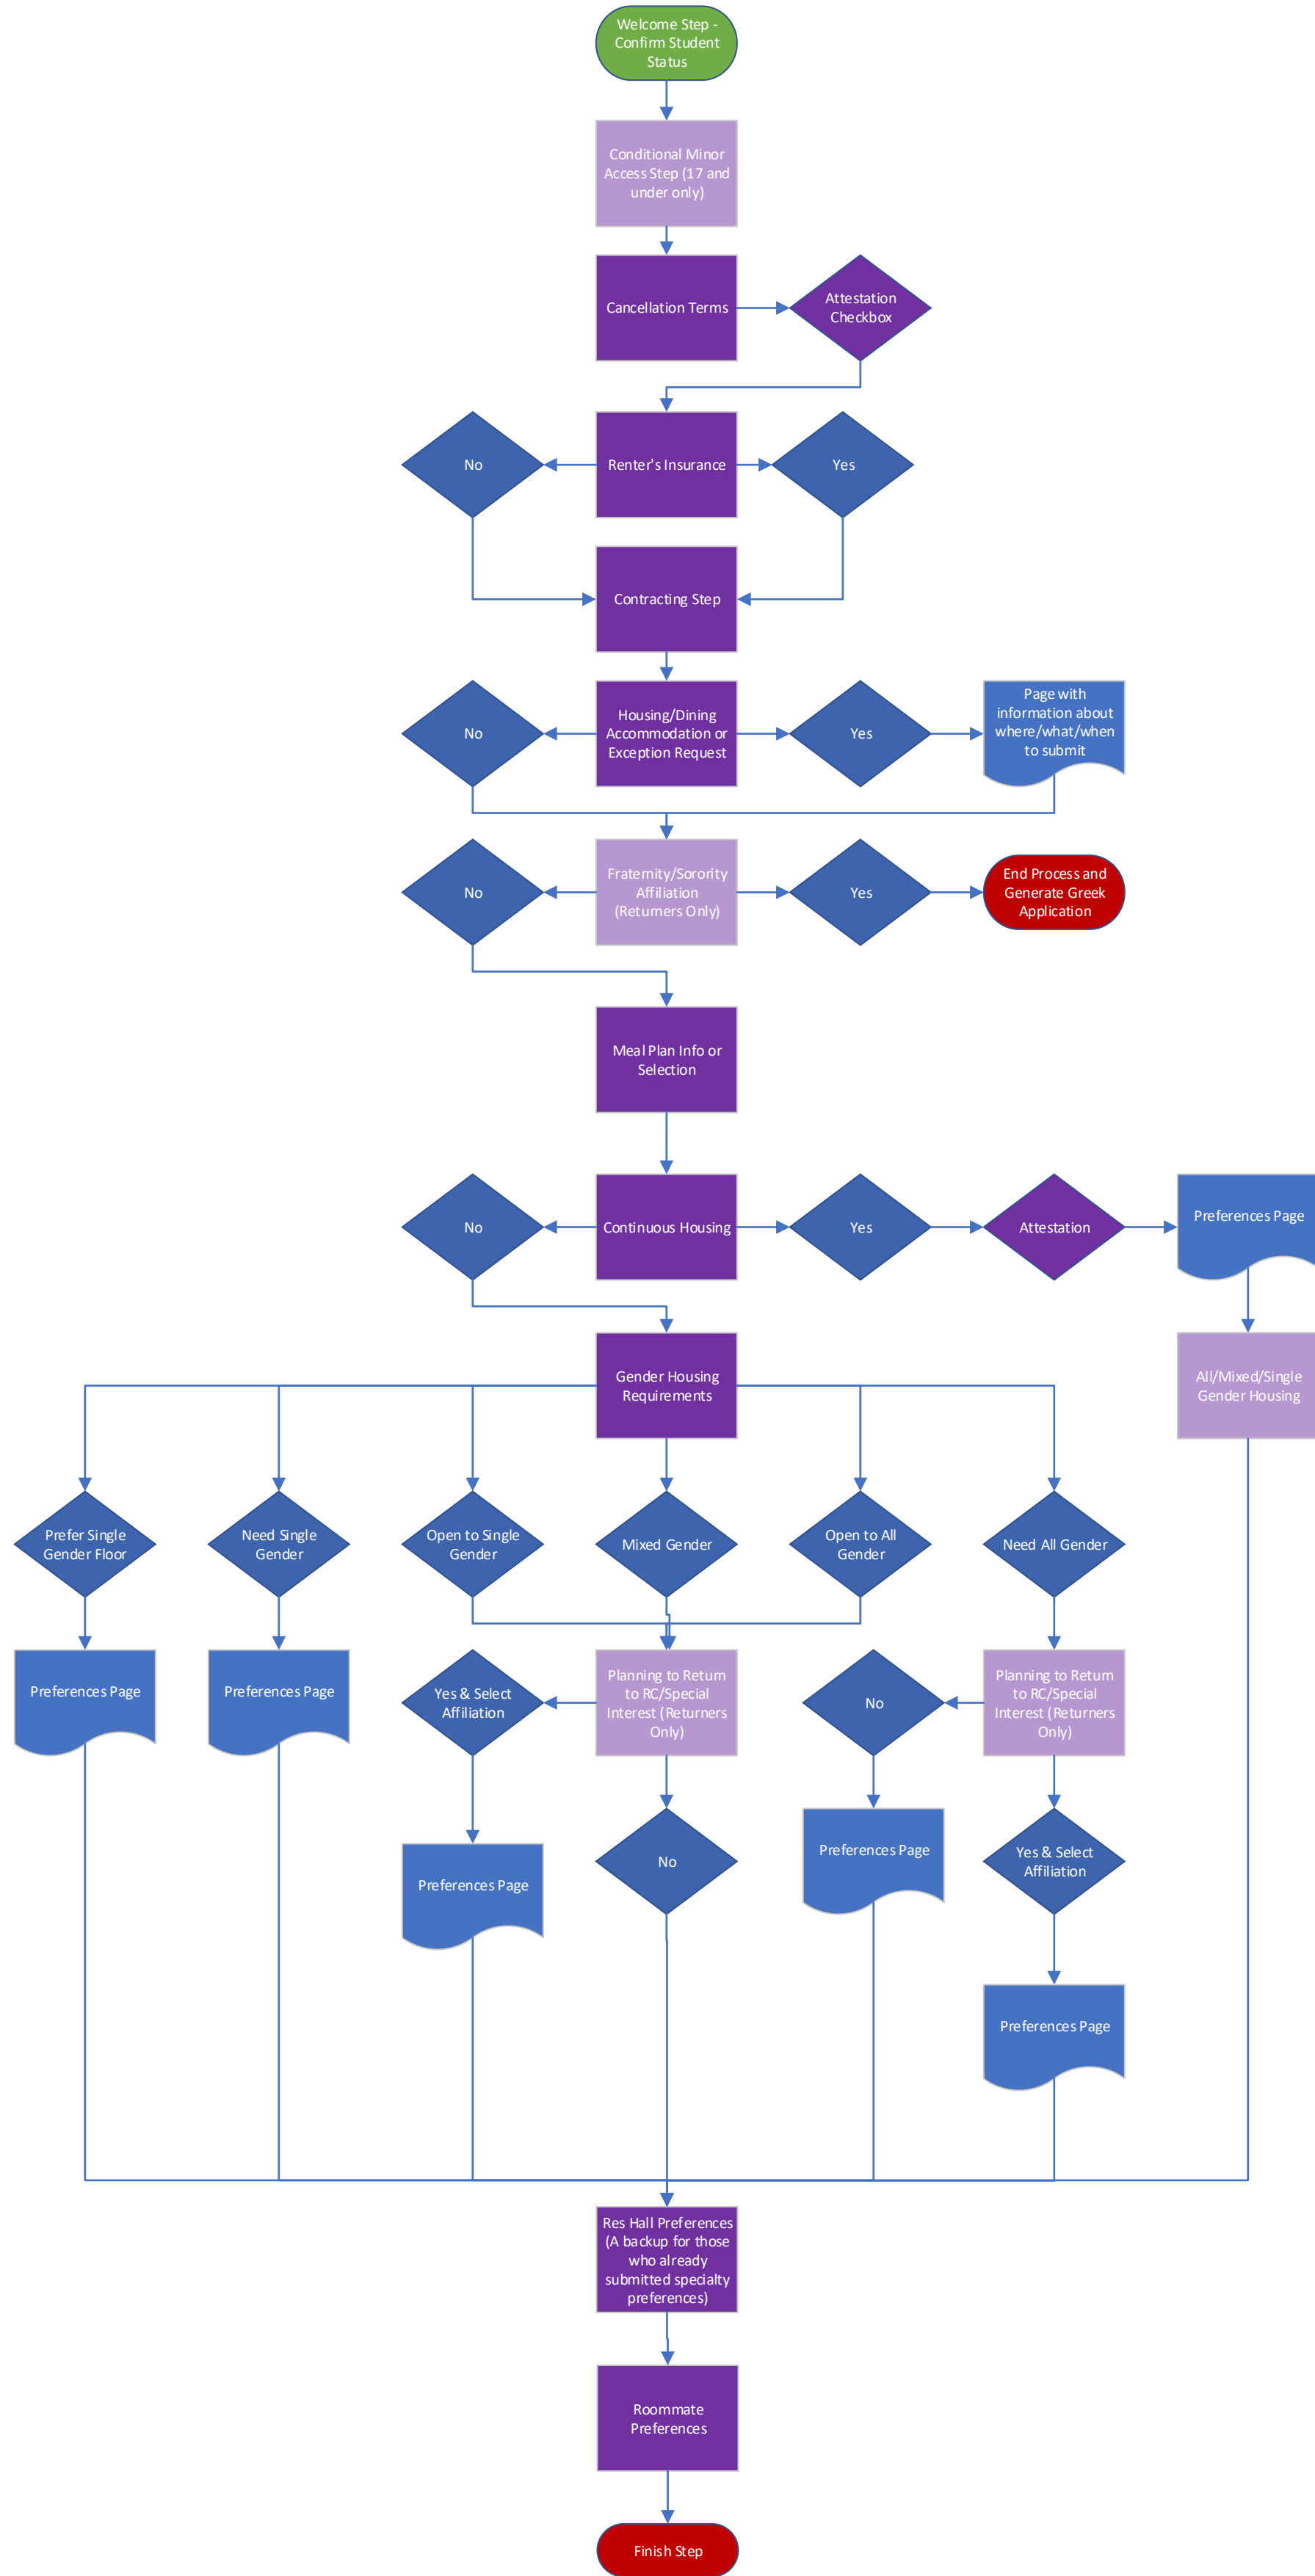 Welcome Step -
Confirm Student
Status
Conditional Minor
Access Step (17 and
under only)
Cancellation Terms
Attestation
Checkbox
No
Renter's Insurance
Yes
Contracting Step
No
Housing/Dining
Accommodation or
Exception Request
Yes
Page with
information about
where/what/when
to submit
No
Fraternity/Sorority
Affiliation
(Returners Only)
Yes
End Process and
Generate Greek
Application
Meal Plan Info or
Selection
No
Continuous Housing
Yes
Attestation
Preferences Page
Gender Housing
Requirements
All/Mixed/Single
Gender Housing
Prefer Single
Gender Floor
Need Single
Gender
Open to Single
Gender
Mixed Gender
Open to All
Gender
Need All Gender
Preferences Page
Preferences Page
Yes & Select
Affiliation
Planning to Return
to RC/Special
Interest (Returners
Only)
No
Planning to Return
to RC/Special
Interest (Returners
Only)
Preferences Page
No
Preferences Page
Yes & Select
Affiliation
Preferences Page
Res Hall Preferences
(A backup for those
who already
submitted specialty
preferences)
Roommate
Preferences
Finish Step